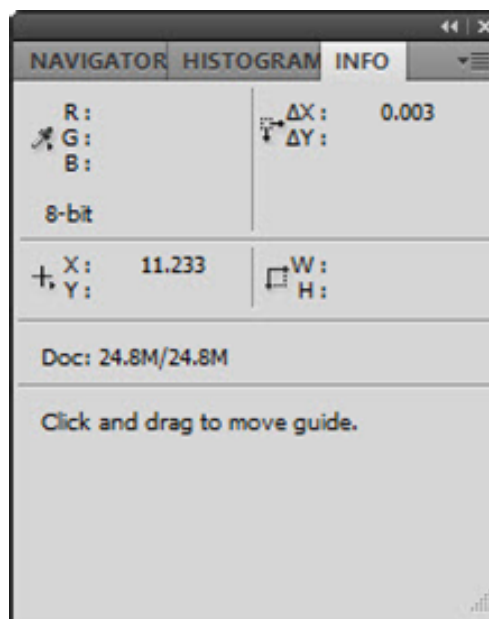 NAVIGATOR HISTOGRAM INFO
R:
G:
B:
8-bit
ΔX: 0.003
ΔY:
X: 11.233
Y:
W:
H:
Doc: 24.8M/24.8M
Click and drag to move guide.